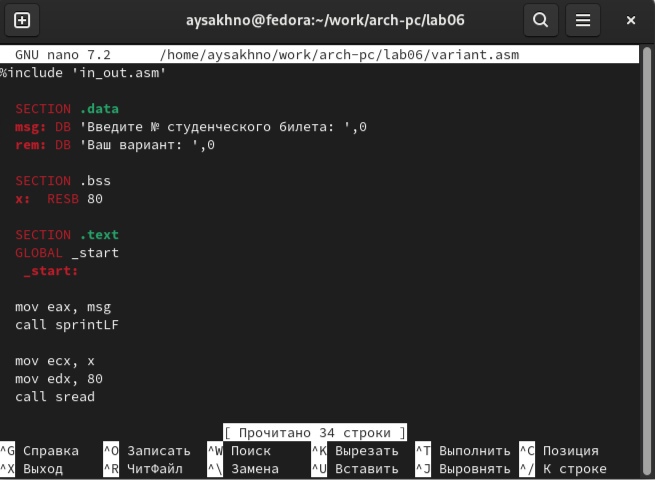 aysakhno@fedora:~/work/arch-pc/lab06
GNU nano 7.2 /home/aysakhno/work/arch-pc/lab06/variant.asm
%include 'in_out.asm'
SECTION .data
msg: DB 'Введите № студенческого билета: ',0
rem: DB 'Ваш вариант: ',0
SECTION .bss
x: RESB 80
SECTION .text
GLOBAL _start
_start:
mov eax, msg
call sprintLF
mov ecx, x
mov edx, 80
call sread
[ Прочитано 34 строки ]
^G Справка ^O Записать ^W Поиск ^K Вырезать ^T Выполнить ^C Позиция
^X Выход ^R ЧитФайл ^\ Замена ^U Вставить ^J Выровнять ^/ К строке